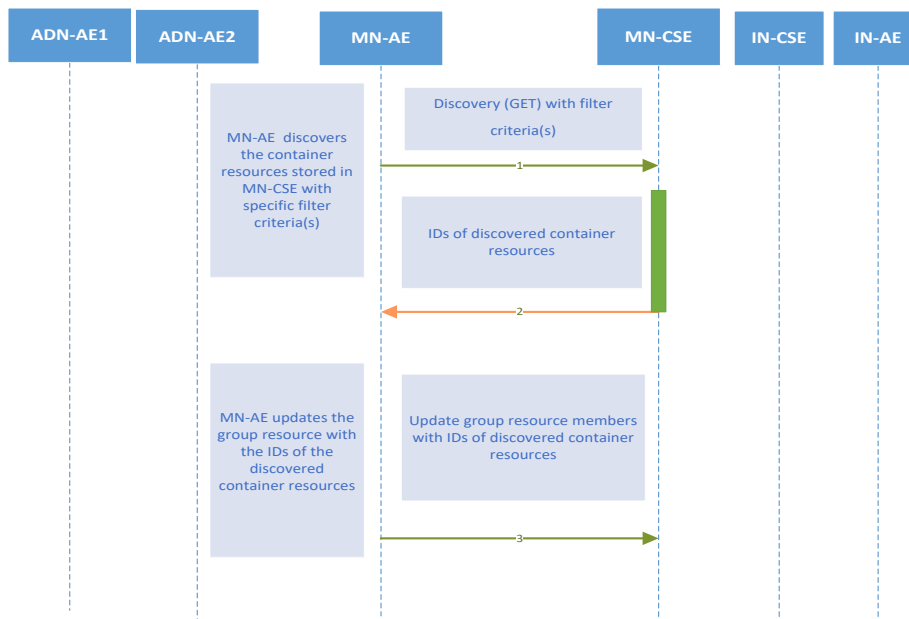 ADN-AE1
ADN-AE2
MN-AE
MN-CSE
IN-CSE
IN-AE
MN-AE discovers
the container
resources stored in
MN-CSE with
specific filter
criteria(s)
Discovery (GET) with filter
criteria(s)
1
IDs of discovered container
resources
2
MN-AE updates the
group resource with
the IDs of the
discovered
container resources
Update group resource members
with IDs of discovered container
resources
3